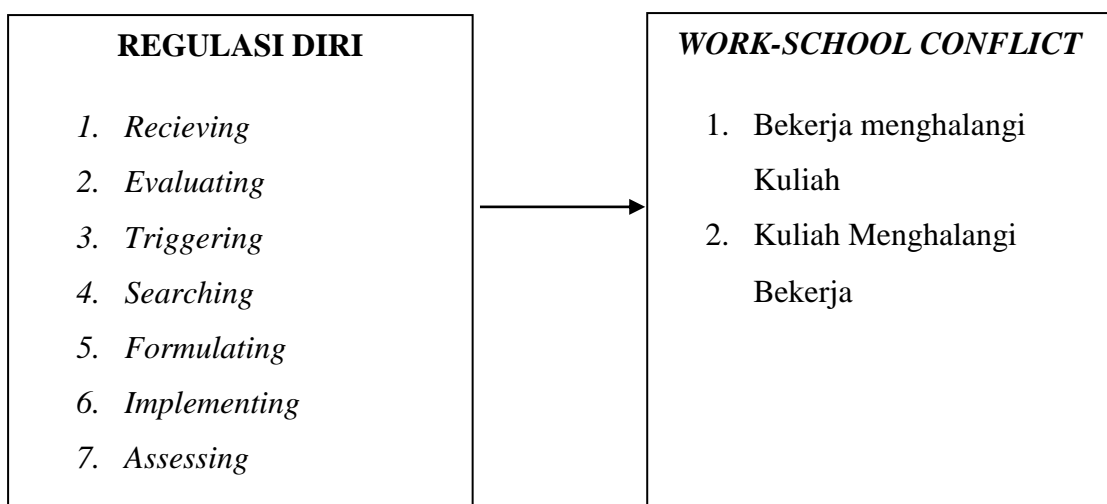 REGULASI DIRI
1. Recieving
2. Evaluating
3. Triggering
4. Searching
5. Formulating
6. Implementing
7. Assessing
WORK-SCHOOL CONFLICT
1. Bekerja menghalangi
Kuliah
2. Kuliah Menghalangi
Bekerja